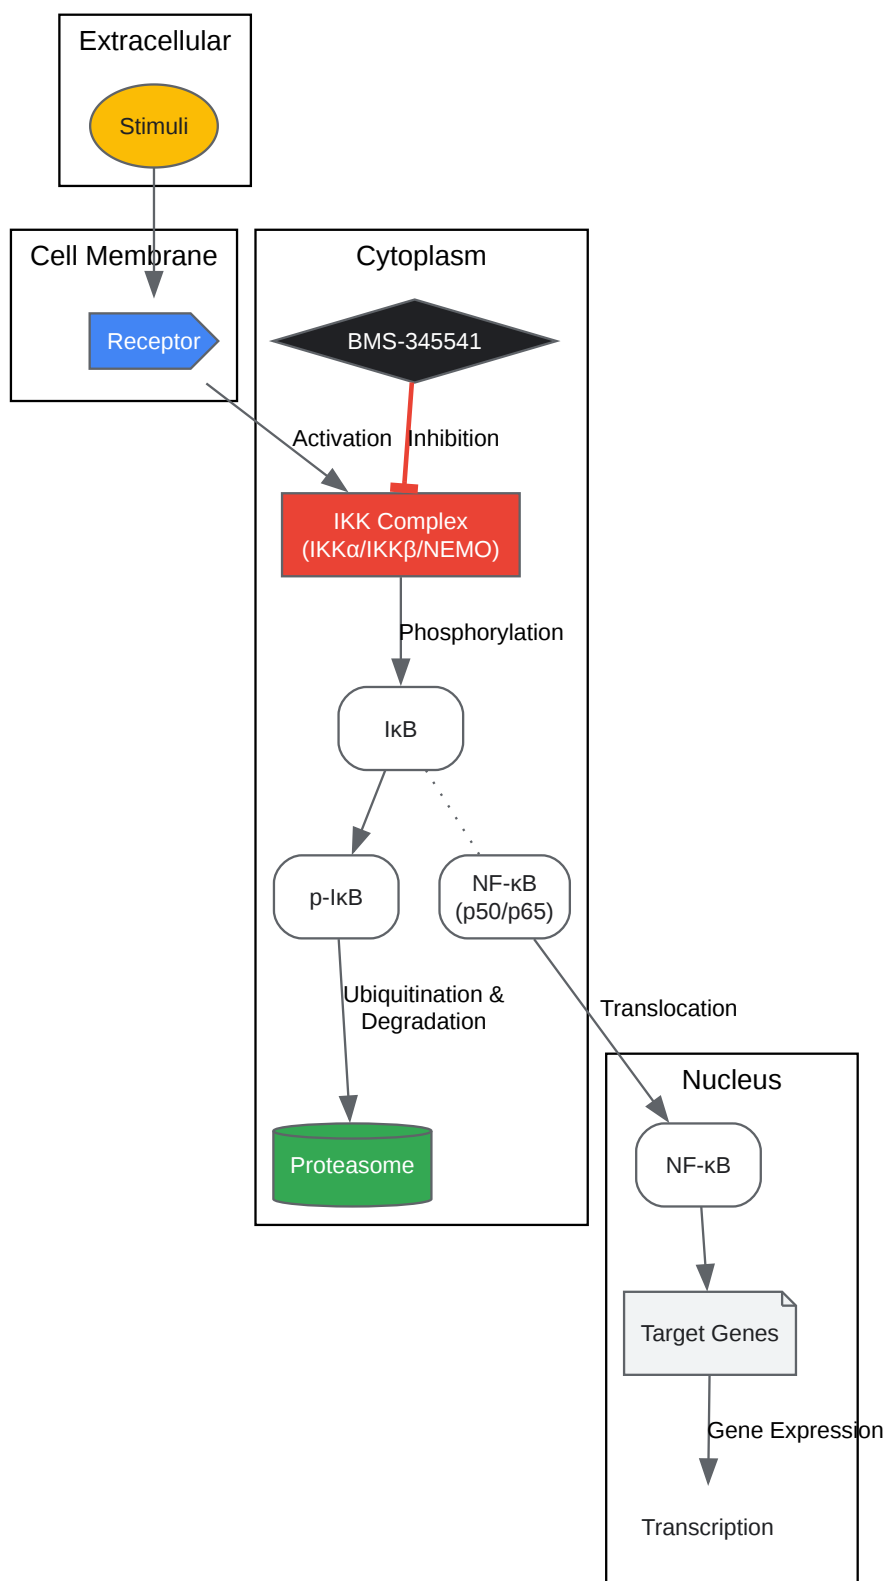 Extracellular
Stimuli
Cell Membrane
Receptor
Cytoplasm
BMS-345541
Activation
Inhibition
IKK Complex
(IKKα/IKKβ/NEMO)
Phosphorylation
IκB
p-IκB
NF-κB
(p50/p65)
Ubiquitination &
Degradation
Translocation
Proteasome
Nucleus
NF-κB
Target Genes
Gene Expression
Transcription